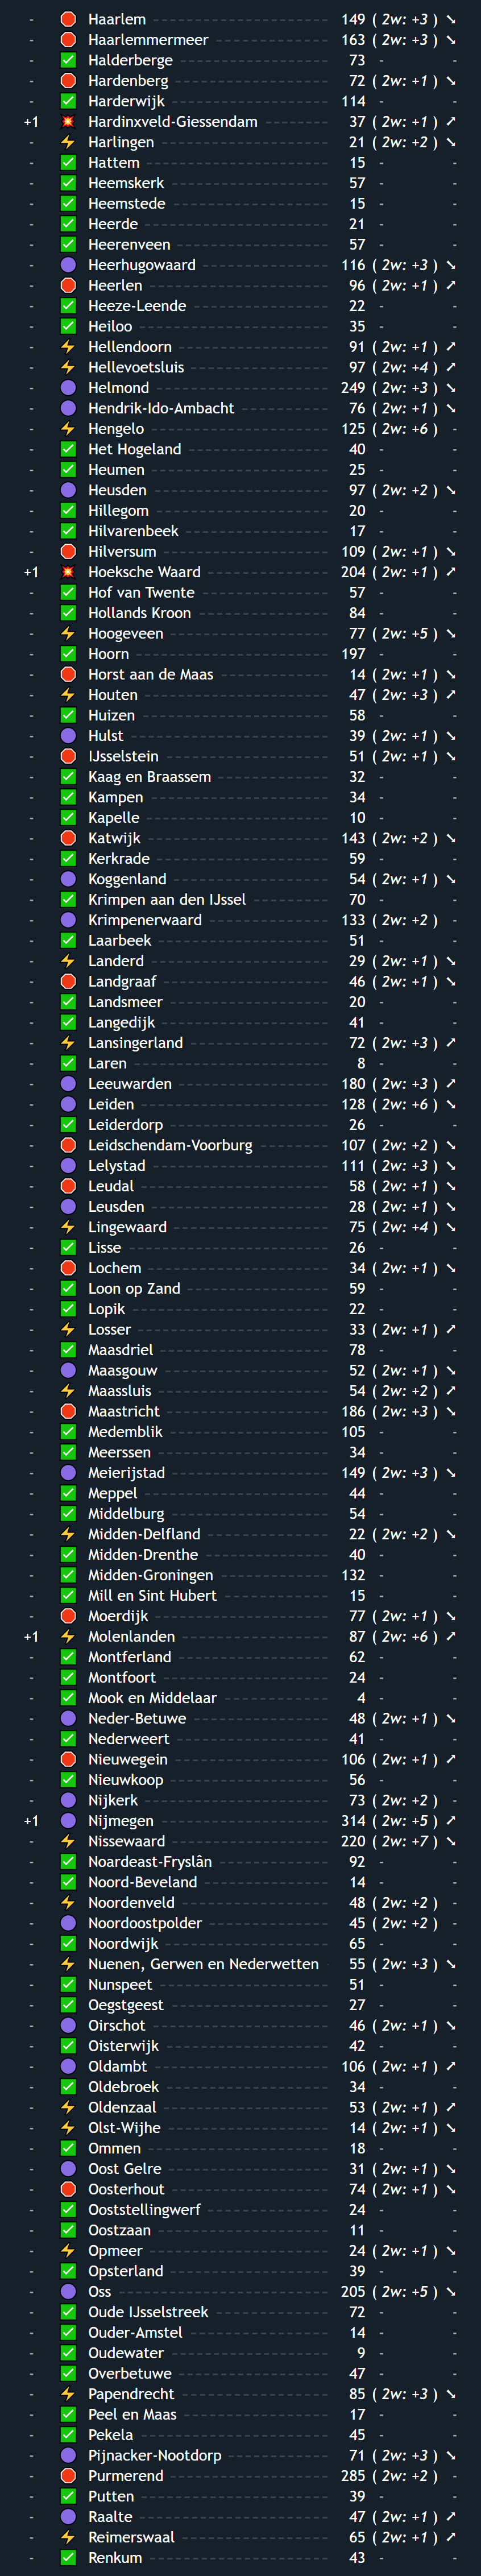 - 🛑 Haarlem 149 ( 2w: +3 ) ➘
- 🛑 Haarlemmermeer 163 ( 2w: +3 ) ➘
- ✅ Halderberge 73 - -
- 🛑 Hardenberg 72 ( 2w: +1 ) ➘
- ✅ Harderwijk 114 - -
+1 💥 Hardinxveld-Giessendam 37 ( 2w: +1 ) ➚
- ⚡ Harlingen 21 ( 2w: +2 ) ➘
- ✅ Hattem 15 - -
- ✅ Heemskerk 57 - -
- ✅ Heemstede 15 - -
- ✅ Heerde 21 - -
- ✅ Heerenveen 57 - -
- 🟣 Heerhugowaard 116 ( 2w: +3 ) ➘
- 🛑 Heerlen 96 ( 2w: +1 ) ➚
- ✅ Heeze-Leende 22 - -
- ✅ Heiloo 35 - -
- ⚡ Hellendoorn 91 ( 2w: +1 ) ➚
- ⚡ Hellevoetsluis 97 ( 2w: +4 ) ➚
- 🟣 Helmond 249 ( 2w: +3 ) ➘
- 🟣 Hendrik-Ido-Ambacht 76 ( 2w: +1 ) ➘
- ⚡ Hengelo 125 ( 2w: +6 ) -
- ✅ Het Hogeland 40 - -
- ✅ Heumen 25 - -
- 🟣 Heusden 97 ( 2w: +2 ) ➘
- ✅ Hillegom 20 - -
- ✅ Hilvarenbeek 17 - -
- 🛑 Hilversum 109 ( 2w: +1 ) ➘
+1 💥 Hoeksche Waard 204 ( 2w: +1 ) ➚
- ✅ Hof van Twente 57 - -
- ✅ Hollands Kroon 84 - -
- ⚡ Hoogeveen 77 ( 2w: +5 ) ➘
- ✅ Hoorn 197 - -
- 🛑 Horst aan de Maas 14 ( 2w: +1 ) ➘
- ⚡ Houten 47 ( 2w: +3 ) ➚
- ✅ Huizen 58 - -
- 🟣 Hulst 39 ( 2w: +1 ) ➘
- 🛑 IJsselstein 51 ( 2w: +1 ) ➘
- ✅ Kaag en Braassem 32 - -
- ✅ Kampen 34 - -
- ✅ Kapelle 10 - -
- 🛑 Katwijk 143 ( 2w: +2 ) ➘
- ✅ Kerkrade 59 - -
- 🟣 Koggenland 54 ( 2w: +1 ) ➘
- ✅ Krimpen aan den IJssel 70 - -
- 🟣 Krimpenerwaard 133 ( 2w: +2 ) -
- ✅ Laarbeek 51 - -
- ⚡ Landerd 29 ( 2w: +1 ) ➘
- 🛑 Landgraaf 46 ( 2w: +1 ) ➘
- ✅ Landsmeer 20 - -
- ✅ Langedijk 41 - -
- ⚡ Lansingerland 72 ( 2w: +3 ) ➚
- ✅ Laren 8 - -
- 🟣 Leeuwarden 180 ( 2w: +3 ) ➚
- 🟣 Leiden 128 ( 2w: +6 ) ➘
- ✅ Leiderdorp 26 - -
- 🛑 Leidschendam-Voorburg 107 ( 2w: +2 ) ➘
- 🟣 Lelystad 111 ( 2w: +3 ) ➘
- 🛑 Leudal 58 ( 2w: +1 ) ➘
- 🟣 Leusden 28 ( 2w: +1 ) ➘
- ⚡ Lingewaard 75 ( 2w: +4 ) ➘
- ✅ Lisse 26 - -
- 🛑 Lochem 34 ( 2w: +1 ) ➘
- ✅ Loon op Zand 59 - -
- ✅ Lopik 22 - -
- ⚡ Losser 33 ( 2w: +1 ) ➚
- ✅ Maasdriel 78 - -
- 🟣 Maasgouw 52 ( 2w: +1 ) ➘
- ⚡ Maassluis 54 ( 2w: +2 ) ➚
- 🛑 Maastricht 186 ( 2w: +3 ) ➘
- ✅ Medemblik 105 - -
- ✅ Meerssen 34 - -
- 🟣 Meierijstad 149 ( 2w: +3 ) ➘
- ✅ Meppel 44 - -
- ✅ Middelburg 54 - -
- ⚡ Midden-Delfland 22 ( 2w: +2 ) ➘
- ✅ Midden-Drenthe 40 - -
- ✅ Midden-Groningen 132 - -
- ✅ Mill en Sint Hubert 15 - -
- 🛑 Moerdijk 77 ( 2w: +1 ) ➘
+1 ⚡ Molenlanden 87 ( 2w: +6 ) ➚
- ✅ Montferland 62 - -
- ✅ Montfoort 24 - -
- ✅ Mook en Middelaar 4 - -
- 🟣 Neder-Betuwe 48 ( 2w: +1 ) ➘
- ✅ Nederweert 41 - -
- 🛑 Nieuwegein 106 ( 2w: +1 ) ➚
- ✅ Nieuwkoop 56 - -
- 🟣 Nijkerk 73 ( 2w: +2 ) -
+1 🟣 Nijmegen 314 ( 2w: +5 ) ➚
- ⚡ Nissewaard 220 ( 2w: +7 ) ➘
- ✅ Noardeast-Fryslân 92 - -
- ✅ Noord-Beveland 14 - -
- ⚡ Noordenveld 48 ( 2w: +2 ) -
- 🟣 Noordoostpolder 45 ( 2w: +2 ) -
- ✅ Noordwijk 65 - -
- ⚡ Nuenen, Gerwen en Nederwetten 55 ( 2w: +3 ) ➘
- ✅ Nunspeet 51 - -
- ✅ Oegstgeest 27 - -
- 🟣 Oirschot 46 ( 2w: +1 ) ➘
- ✅ Oisterwijk 42 - -
- 🟣 Oldambt 106 ( 2w: +1 ) ➚
- ✅ Oldebroek 34 - -
- ⚡ Oldenzaal 53 ( 2w: +1 ) ➚
- ⚡ Olst-Wijhe 14 ( 2w: +1 ) ➘
- ✅ Ommen 18 - -
- 🟣 Oost Gelre 31 ( 2w: +1 ) ➘
- 🛑 Oosterhout 74 ( 2w: +1 ) ➘
- ✅ Ooststellingwerf 24 - -
- ✅ Oostzaan 11 - -
- ⚡ Opmeer 24 ( 2w: +1 ) ➘
- ✅ Opsterland 39 - -
- 🟣 Oss 205 ( 2w: +5 ) ➘
- ✅ Oude IJsselstreek 72 - -
- ✅ Ouder-Amstel 14 - -
- ✅ Oudewater 9 - -
- ✅ Overbetuwe 47 - -
- ⚡ Papendrecht 85 ( 2w: +3 ) ➘
- ✅ Peel en Maas 17 - -
- ✅ Pekela 45 - -
- 🟣 Pijnacker-Nootdorp 71 ( 2w: +3 ) ➘
- 🛑 Purmerend 285 ( 2w: +2 ) -
- ✅ Putten 39 - -
- 🟣 Raalte 47 ( 2w: +1 ) ➚
- ⚡ Reimerswaal 65 ( 2w: +1 ) ➚
- ✅ Renkum 43 - -